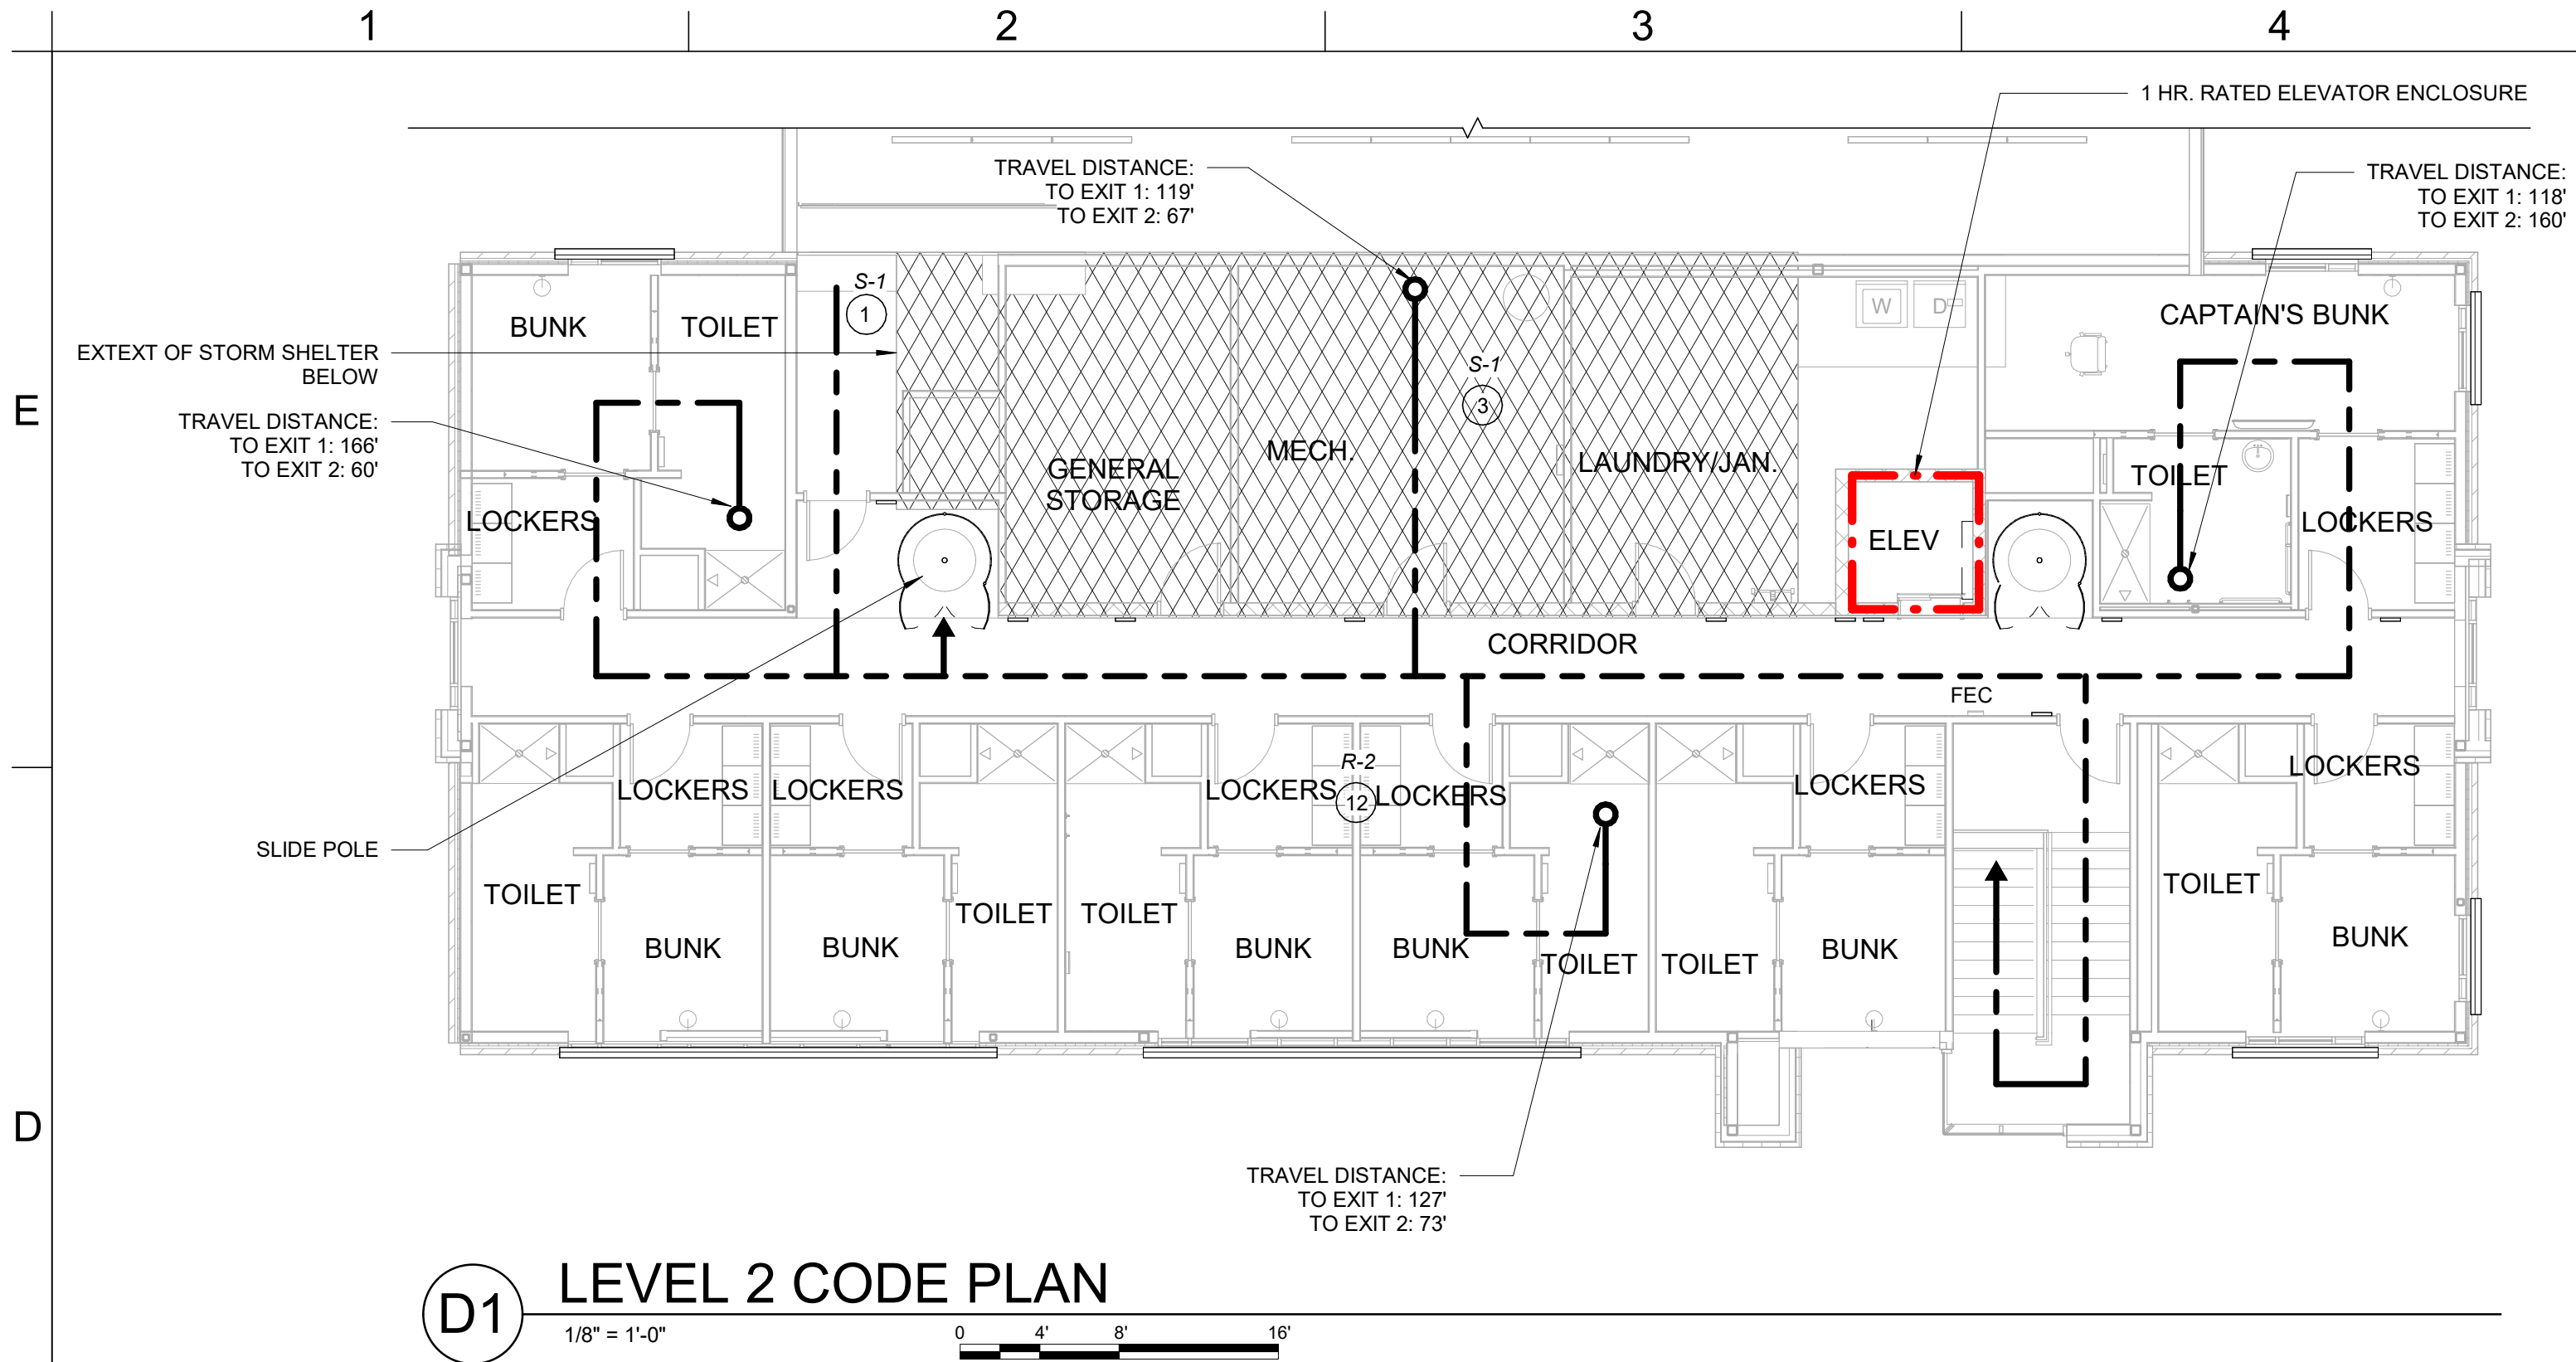 1
2
3
4
E
D
1 HR. RATED ELEVATOR ENCLOSURE
TRAVEL DISTANCE:
TO EXIT 1: 119'
TO EXIT 2: 67'
TRAVEL DISTANCE:
TO EXIT 1: 118'
TO EXIT 2: 160'
EXTEXT OF STORM SHELTER
BELOW
TRAVEL DISTANCE:
TO EXIT 1: 166'
TO EXIT 2: 60'
BUNK
TOILET
S-1
1
W
D
CAPTAIN'S BUNK
S-1
3
GENERAL
STORAGE
MECH.
LAUNDRY/JAN.
TOILET
LOCKERS
ELEV
LOCKERS
CORRIDOR
FEC
LOCKERS
LOCKERS
LOCKERS
R-2
12
LOCKERS
LOCKERS
LOCKERS
SLIDE POLE
TOILET
BUNK
BUNK
TOILET
TOILET
BUNK
BUNK
TOILET
TOILET
BUNK
TOILET
BUNK
TRAVEL DISTANCE:
TO EXIT 1: 127'
TO EXIT 2: 73'
D1
LEVEL 2 CODE PLAN
1/8" = 1'-0"
0 4' 8' 16'